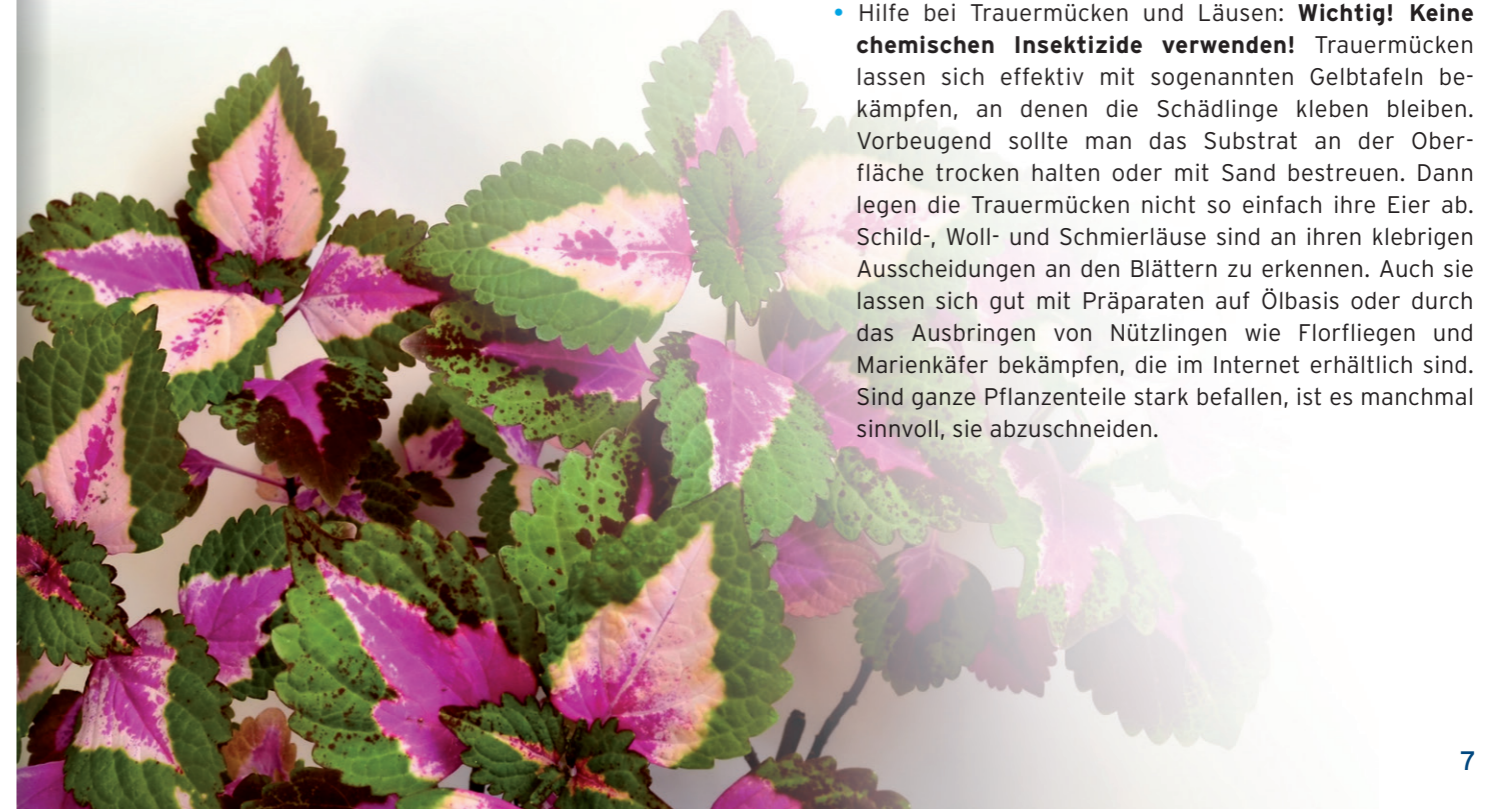 • Hilfe bei Trauermücken und Läusen: Wichtig! Keine
chemischen Insektizide verwenden! Trauermücken
lassen sich effektiv mit sogenannten Gelbtafeln be-
kämpfen, an denen die Schädlinge kleben bleiben.
Vorbeugend sollte man das Substrat an der Ober-
fläche trocken halten oder mit Sand bestreuen. Dann
legen die Trauermücken nicht so einfach ihre Eier ab.
Schild-, Woll- und Schmierläuse sind an ihren klebrigen
Ausscheidungen an den Blättern zu erkennen. Auch sie
lassen sich gut mit Präparaten auf Ölbasis oder durch
das Ausbringen von Nützlingen wie Florfliegen und
Marienkäfer bekämpfen, die im Internet erhältlich sind.
Sind ganze Pflanzenteile stark befallen, ist es manchmal
sinnvoll, sie abzuschneiden.
7